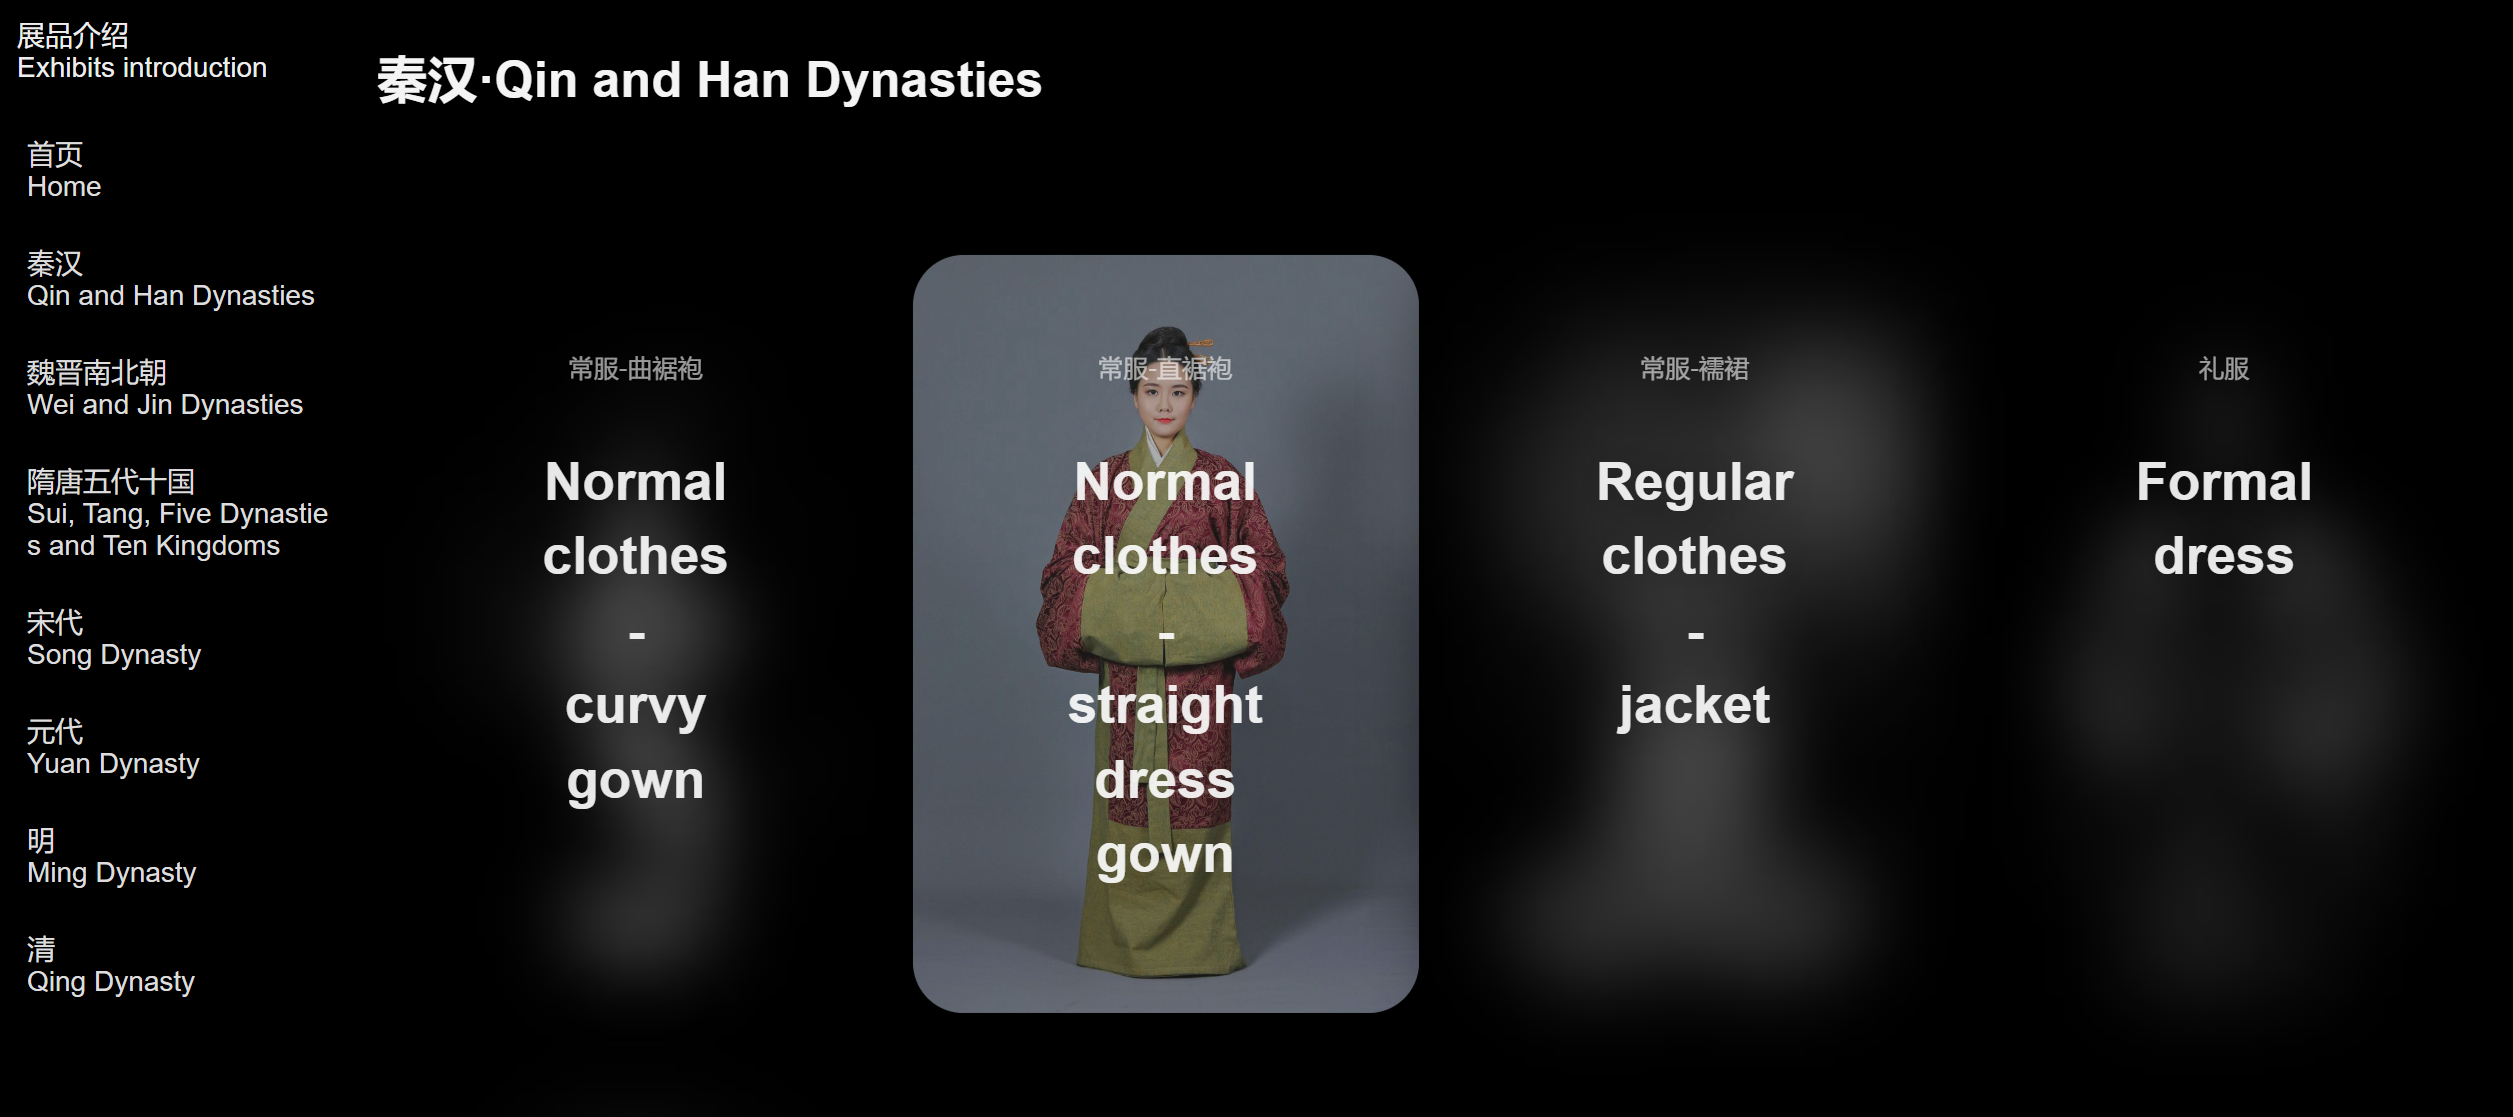 展品介绍
Exhibits introduction
首页
Home
秦汉
Qin and Han Dynasties
魏晋南北朝
Wei and Jin Dynasties
隋唐五代十国
Sui, Tang, Five Dynastie
s and Ten Kingdoms
宋代
Song Dynasty
元代
Yuan Dynasty
明
Ming Dynasty
清
Qing Dynasty
秦汉·Qin and Han Dynasties
常服-曲裾袍
Normal
clothes
-
curvy
gown
常服-直裾袍
Normal
clothes
-
straight
dress
gown
常服-襦裙
Regular
clothes
-
jacket
礼服
Formal
dress